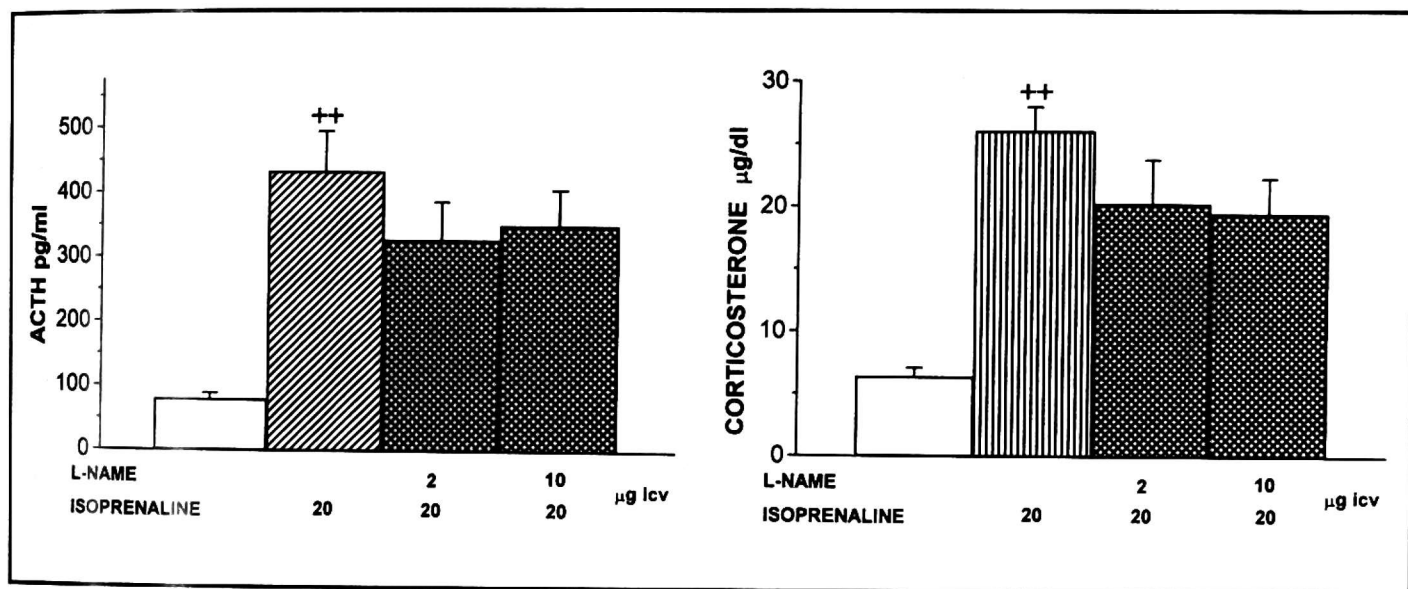 ACTH pg/ml
500
400
300
200
100
0
++
L-NAME 2 10 μg icv
ISOPRENALINE 20 20 20
CORTICOSTERONE μg/dl
30
20
10
0
++
L-NAME 2 10 μg icv
ISOPRENALINE 20 20 20